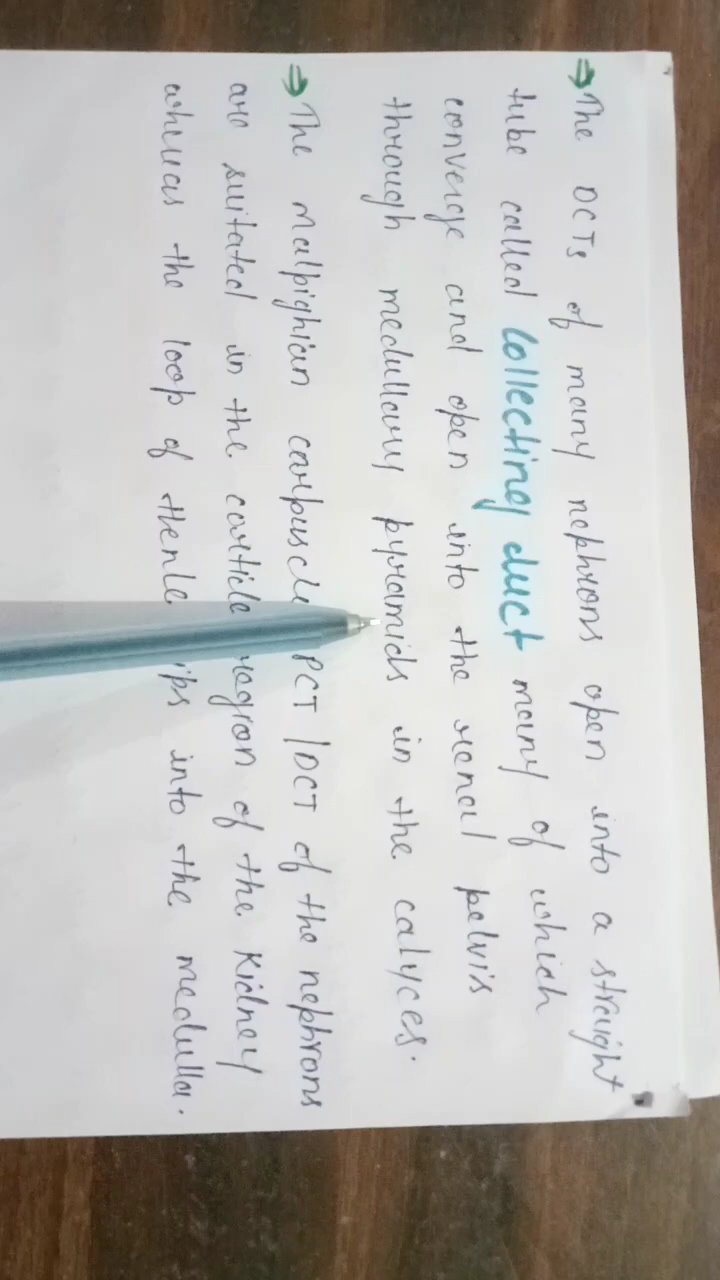 ⇒ The DCTs of many nephrons open into a straight
tube called Collecting duct many of which
converge and open into the renal pelvis
through medullary pyramids in the calyces.
⇒ The malpighian corpuscle PCT / DCT of the nephrons
are suitated in the corticle region of the Kidney
whereas the loop of Henle into the medulla.